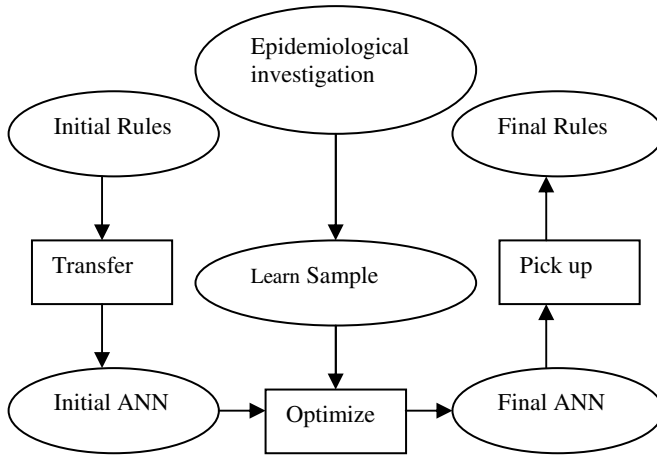 Epidemiological
investigation
Initial Rules
Final Rules
Transfer
Learn Sample
Pick up
Initial ANN
Optimize
Final ANN